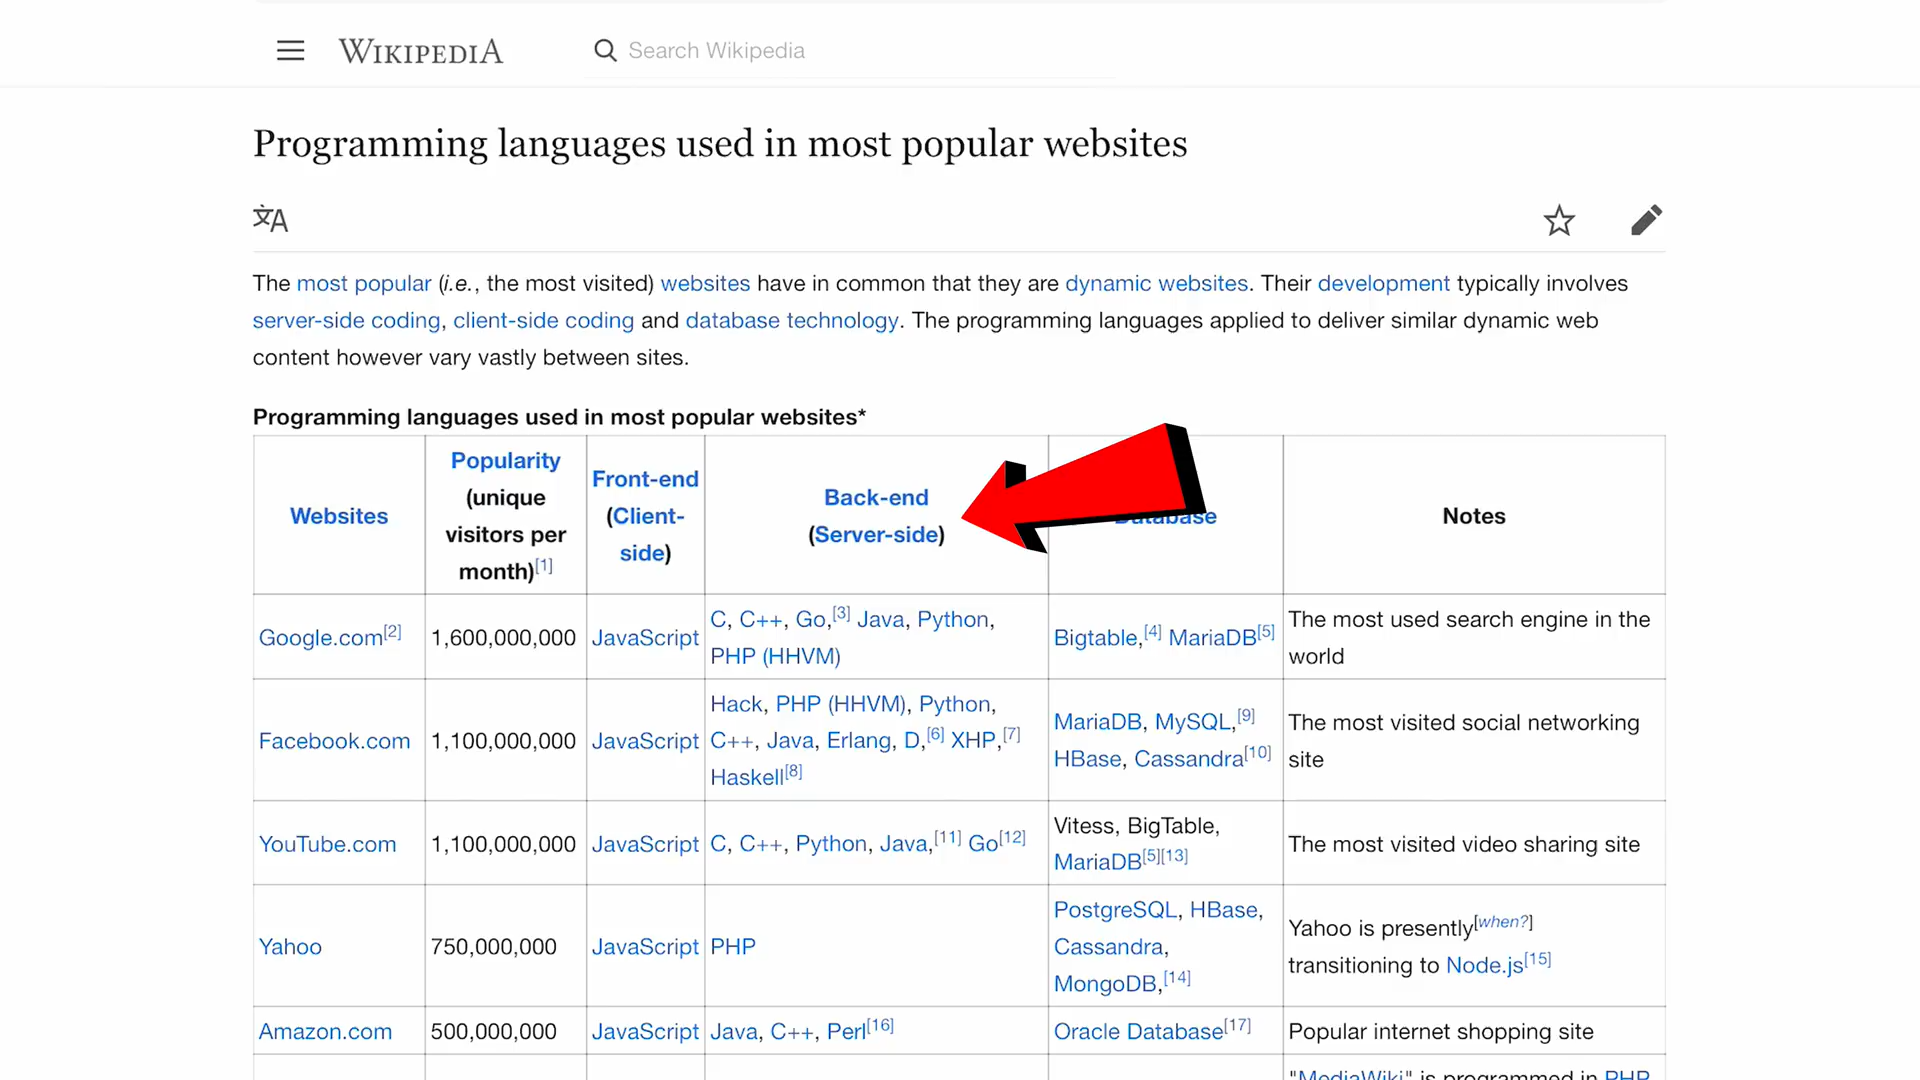 WIKIPEDIA
Search Wikipedia
Programming languages used in most popular websites
文A
The most popular (i.e., the most visited) websites have in common that they are dynamic websites. Their development typically involves
server-side coding, client-side coding and database technology. The programming languages applied to deliver similar dynamic web
content however vary vastly between sites.
Programming languages used in most popular websites*
Websites
Popularity
(unique
visitors per
month)[1]
Front-end
(Client-
side)
Back-end
(Server-side)
Database
Notes
Google.com[2]
1,600,000,000
JavaScript
C, C++, Go,[3] Java, Python,
PHP (HHVM)
Bigtable,[4] MariaDB[5]
The most used search engine in the
world
Facebook.com
1,100,000,000
JavaScript
Hack, PHP (HHVM), Python,
C++, Java, Erlang, D,[6] XHP,[7]
Haskell[8]
MariaDB, MySQL,[9]
HBase, Cassandra[10]
The most visited social networking
site
YouTube.com
1,100,000,000
JavaScript
C, C++, Python, Java,[11] Go[12]
Vitess, BigTable,
MariaDB[5][13]
The most visited video sharing site
Yahoo
750,000,000
JavaScript
PHP
PostgreSQL, HBase,
Cassandra,
MongoDB,[14]
Yahoo is presently[when?]
transitioning to Node.js[15]
Amazon.com
500,000,000
JavaScript
Java, C++, Perl[16]
Oracle Database[17]
Popular internet shopping site
"MediaWiki" is programmed in PHP